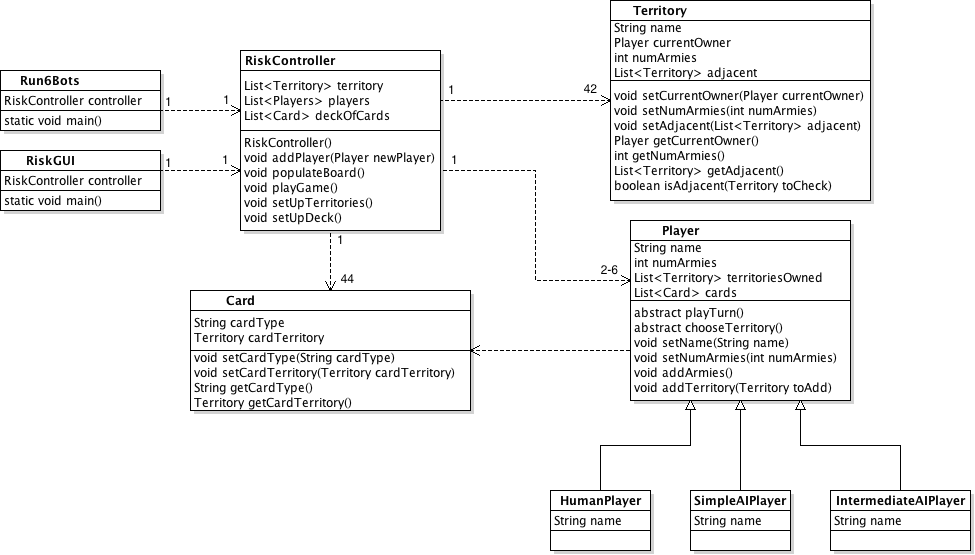 Run6Bots
RiskController controller
static void main()
1
1
RiskGUI
RiskController controller
static void main()
1
1
RiskController
List<Territory> territory
List<Players> players
List<Card> deckOfCards
RiskController()
void addPlayer(Player newPlayer)
void populateBoard()
void playGame()
void setUpTerritories()
void setUpDeck()
1
42
1
2-6
1
44
Territory
String name
Player currentOwner
int numArmies
List<Territory> adjacent
void setCurrentOwner(Player currentOwner)
void setNumArmies(int numArmies)
void setAdjacent(List<Territory> adjacent)
Player getCurrentOwner()
int getNumArmies()
List<Territory> getAdjacent()
boolean isAdjacent(Territory toCheck)
Card
String cardType
Territory cardTerritory
void setCardType(String cardType)
void setCardTerritory(Territory cardTerritory)
String getCardType()
Territory getCardTerritory()
Player
String name
int numArmies
List<Territory> territoriesOwned
List<Card> cards
abstract playTurn()
abstract chooseTerritory()
void setName(String name)
void setNumArmies(int numArmies)
void addArmies()
void addTerritory(Territory toAdd)
HumanPlayer
String name
SimpleAIPlayer
String name
IntermediateAIPlayer
String name